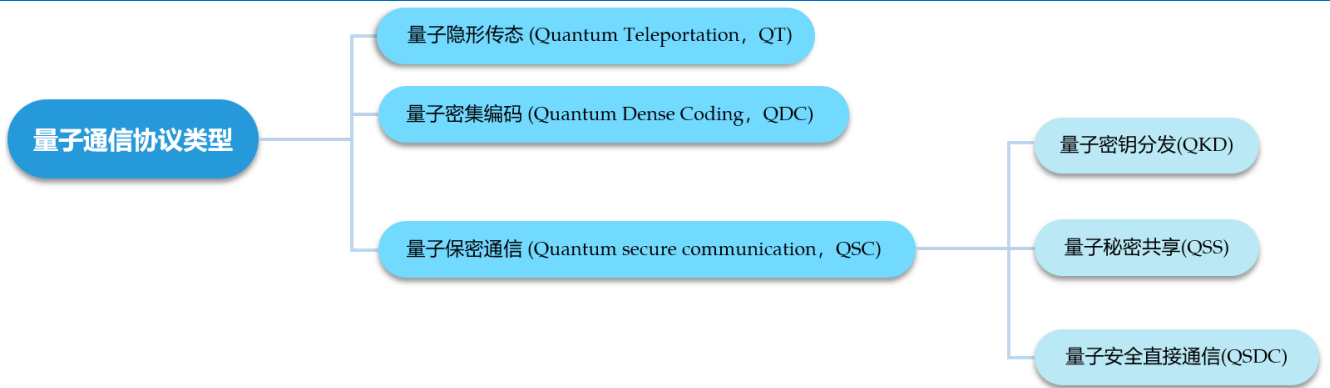 量子通信协议类型
量子隐形传态 (Quantum Teleportation，QT)
量子密集编码 (Quantum Dense Coding，QDC)
量子保密通信 (Quantum secure communication，QSC)
量子密钥分发(QKD)
量子秘密共享(QSS)
量子安全直接通信(QSDC)